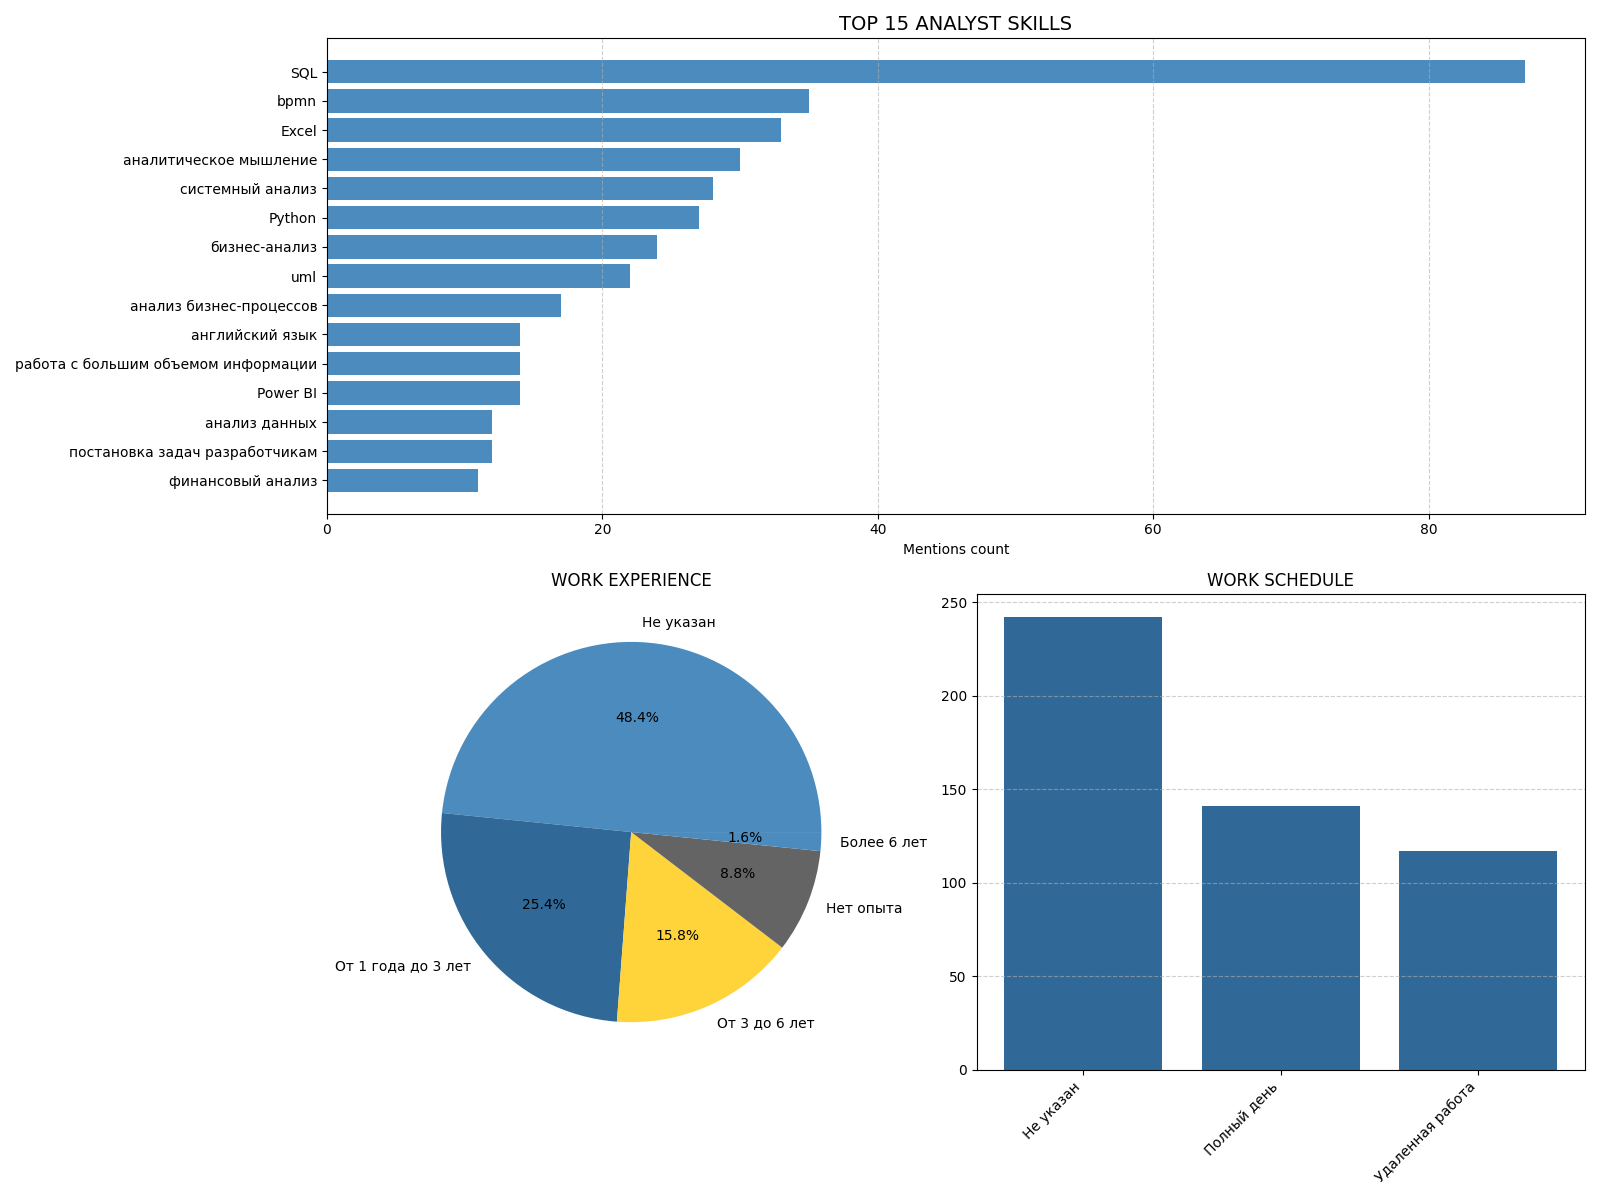 TOP 15 ANALYST SKILLS
SQL
bpmn
Excel
аналитическое мышление
системный анализ
Python
бизнес-анализ
uml
анализ бизнес-процессов
английский язык
работа с большим объемом информации
Power BI
анализ данных
постановка задач разработчикам
финансовый анализ
0 20 40 60 80
Mentions count
WORK EXPERIENCE
Не указан
48.4%
1.6%
Более 6 лет
8.8%
Нет опыта
25.4%
15.8%
От 1 года до 3 лет
От 3 до 6 лет
WORK SCHEDULE
250
200
150
100
50
0
Не указан
Полный день
Удаленная работа